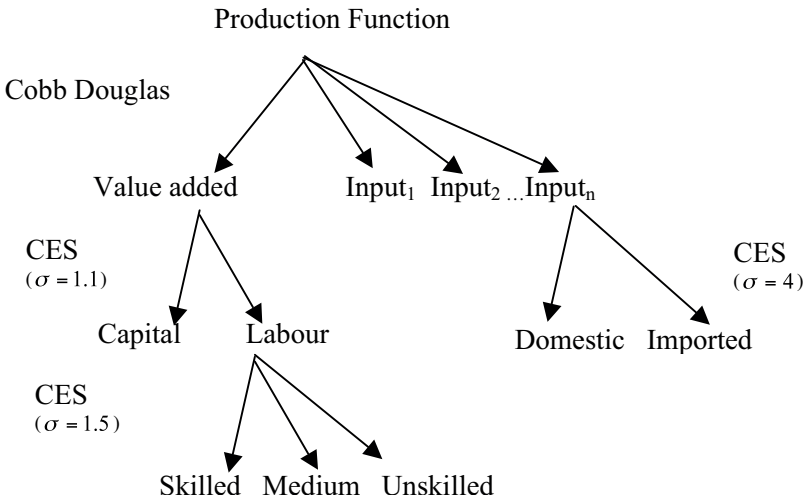 Production Function
Cobb Douglas
Value added Input₁ Input₂ ...Inputₙ
CES
(σ = 1.1)
CES
(σ = 4)
Capital Labour
Domestic Imported
CES
(σ = 1.5)
Skilled Medium Unskilled